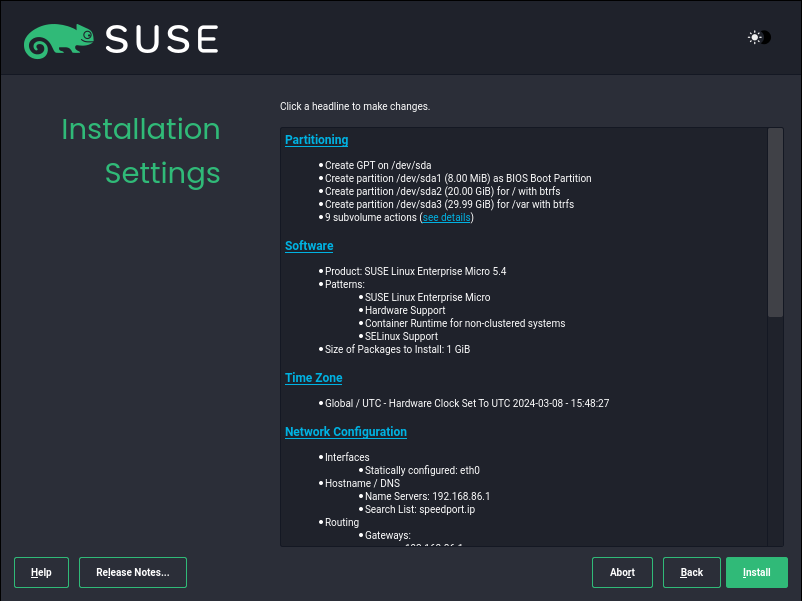 SUSE
Installation
Settings
Click a headline to make changes.
Partitioning
• Create GPT on /dev/sda
• Create partition /dev/sda1 (8.00 MiB) as BIOS Boot Partition
• Create partition /dev/sda2 (20.00 GiB) for / with btrfs
• Create partition /dev/sda3 (29.99 GiB) for /var with btrfs
• 9 subvolume actions (see details)
Software
• Product: SUSE Linux Enterprise Micro 5.4
• Patterns:
• SUSE Linux Enterprise Micro
• Hardware Support
• Container Runtime for non-clustered systems
• SELinux Support
• Size of Packages to Install: 1 GiB
Time Zone
• Global / UTC - Hardware Clock Set To UTC 2024-03-08 - 15:48:27
Network Configuration
• Interfaces
• Statically configured: eth0
• Hostname / DNS
• Name Servers: 192.168.86.1
• Search List: speedport.ip
• Routing
• Gateways:
Help
Release Notes...
Abort
Back
Install